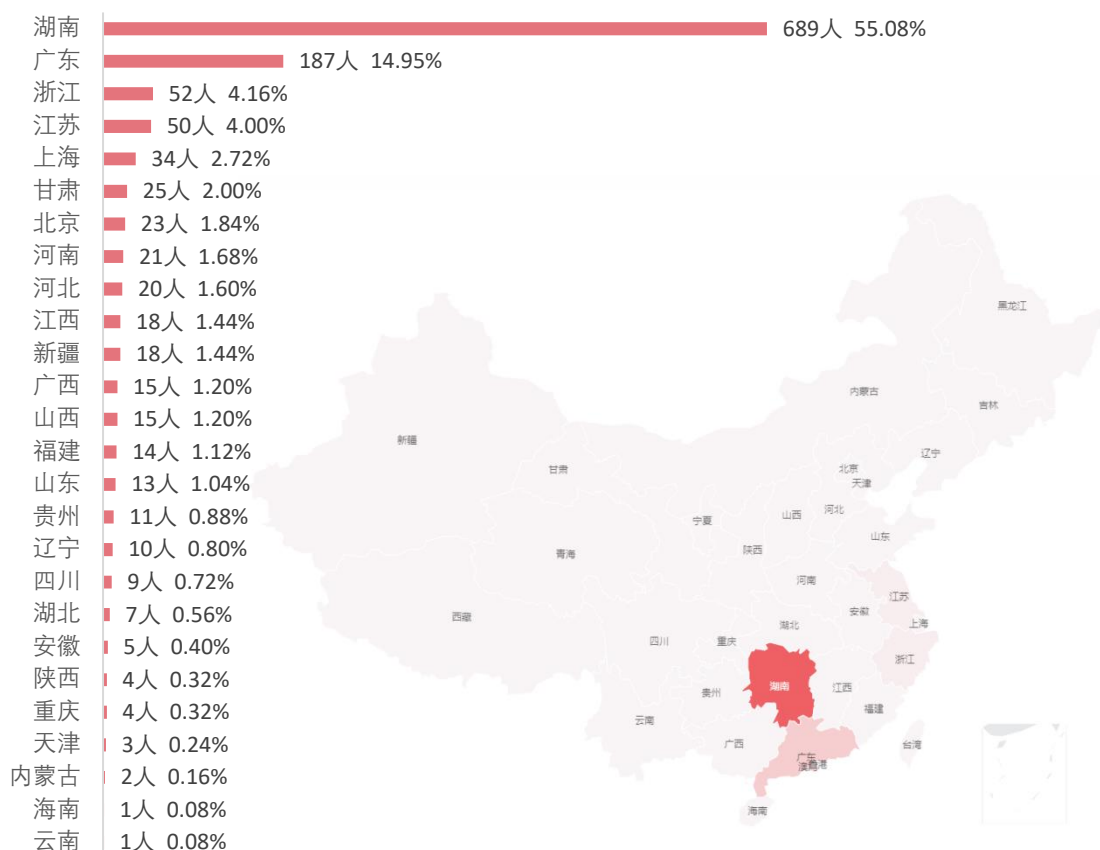 湖南 689人 55.08%
广东 187人 14.95%
浙江 52人 4.16%
江苏 50人 4.00%
上海 34人 2.72%
甘肃 25人 2.00%
北京 23人 1.84%
河南 21人 1.68%
河北 20人 1.60%
江西 18人 1.44%
新疆 18人 1.44%
广西 15人 1.20%
山西 15人 1.20%
福建 14人 1.12%
山东 13人 1.04%
贵州 11人 0.88%
辽宁 10人 0.80%
四川 9人 0.72%
湖北 7人 0.56%
安徽 5人 0.40%
陕西 4人 0.32%
重庆 4人 0.32%
天津 3人 0.24%
内蒙古 2人 0.16%
海南 1人 0.08%
云南 1人 0.08%
黑龙江
内蒙古
吉林
新疆
辽宁
甘肃
北京
天津
河北
山西
宁夏
山东
陕西
青海
河南
江苏
安徽
西藏
上海
湖北
四川
重庆
浙江
湖南
江西
贵州
福建
云南
广西
台湾
广东
澳门
香港
海南